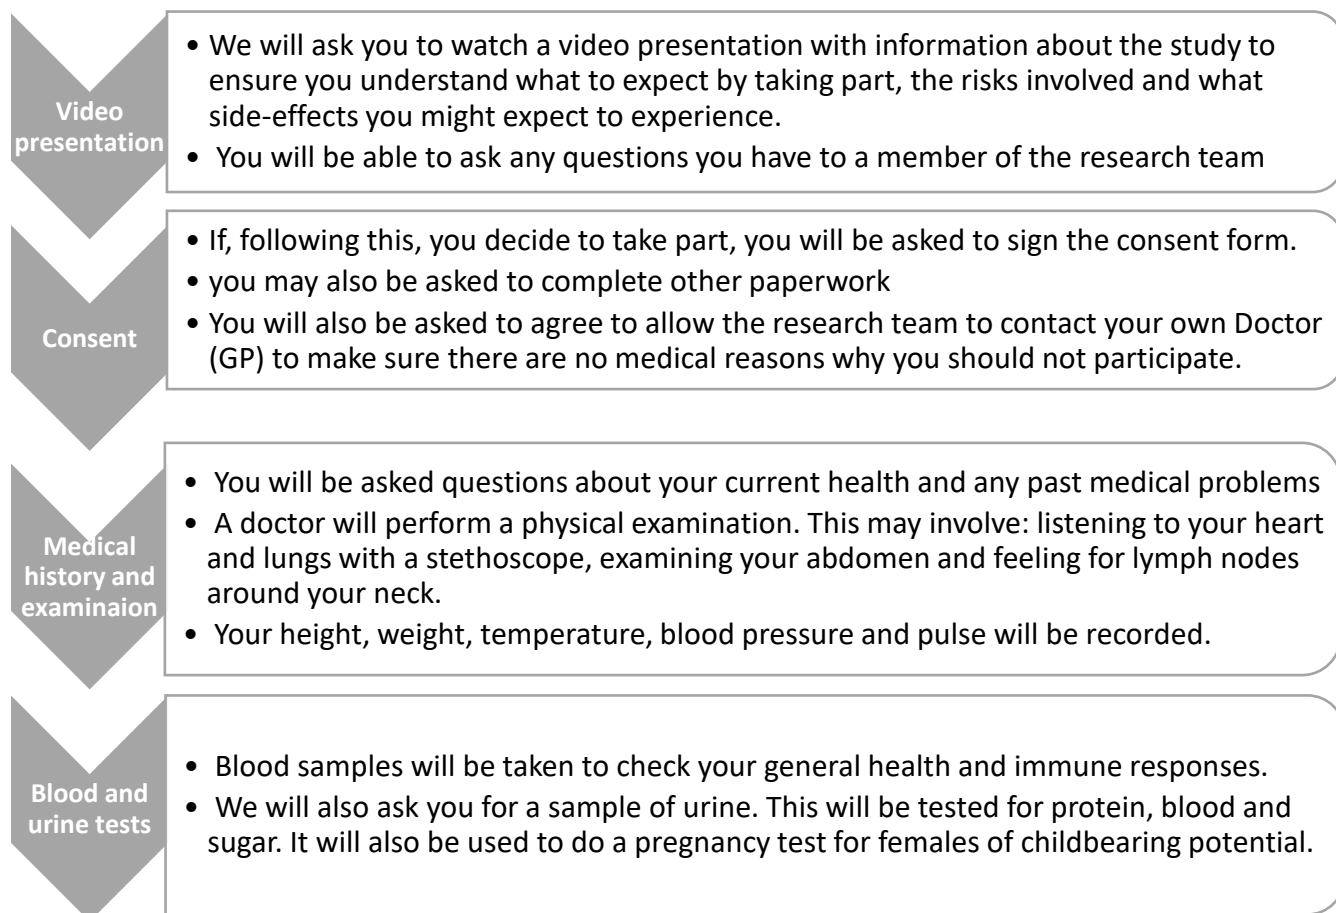 Video
presentation
• We will ask you to watch a video presentation with information about the study to
ensure you understand what to expect by taking part, the risks involved and what
side-effects you might expect to experience.
• You will be able to ask any questions you have to a member of the research team
Consent
• If, following this, you decide to take part, you will be asked to sign the consent form.
• you may also be asked to complete other paperwork
• You will also be asked to agree to allow the research team to contact your own Doctor
(GP) to make sure there are no medical reasons why you should not participate.
Medical
history and
examinaion
• You will be asked questions about your current health and any past medical problems
• A doctor will perform a physical examination. This may involve: listening to your heart
and lungs with a stethoscope, examining your abdomen and feeling for lymph nodes
around your neck.
• Your height, weight, temperature, blood pressure and pulse will be recorded.
Blood and
urine tests
• Blood samples will be taken to check your general health and immune responses.
• We will also ask you for a sample of urine. This will be tested for protein, blood and
sugar. It will also be used to do a pregnancy test for females of childbearing potential.